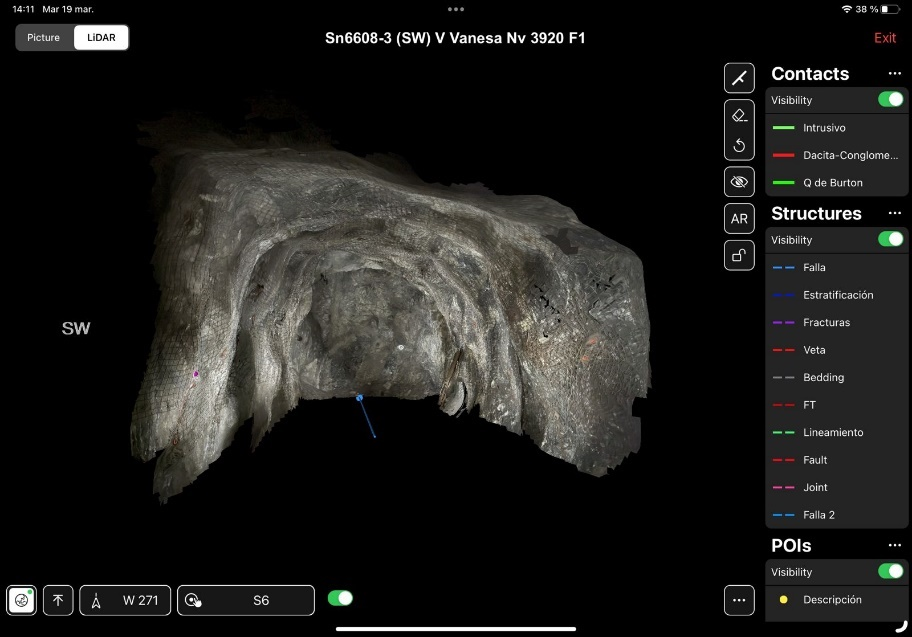 14:11 Mar 19 mar.
38 %
Picture
LiDAR
Sn6608-3 (SW) V Vanesa Nv 3920 F1
Exit
SW
AR
Contacts
Visibility
Intrusivo
Dacita-Conglome...
Q de Burton
Structures
Visibility
Falla
Estratificación
Fracturas
Veta
Bedding
FT
Lineamiento
Fault
Joint
Falla 2
POIs
Visibility
Descripción
W 271
S6